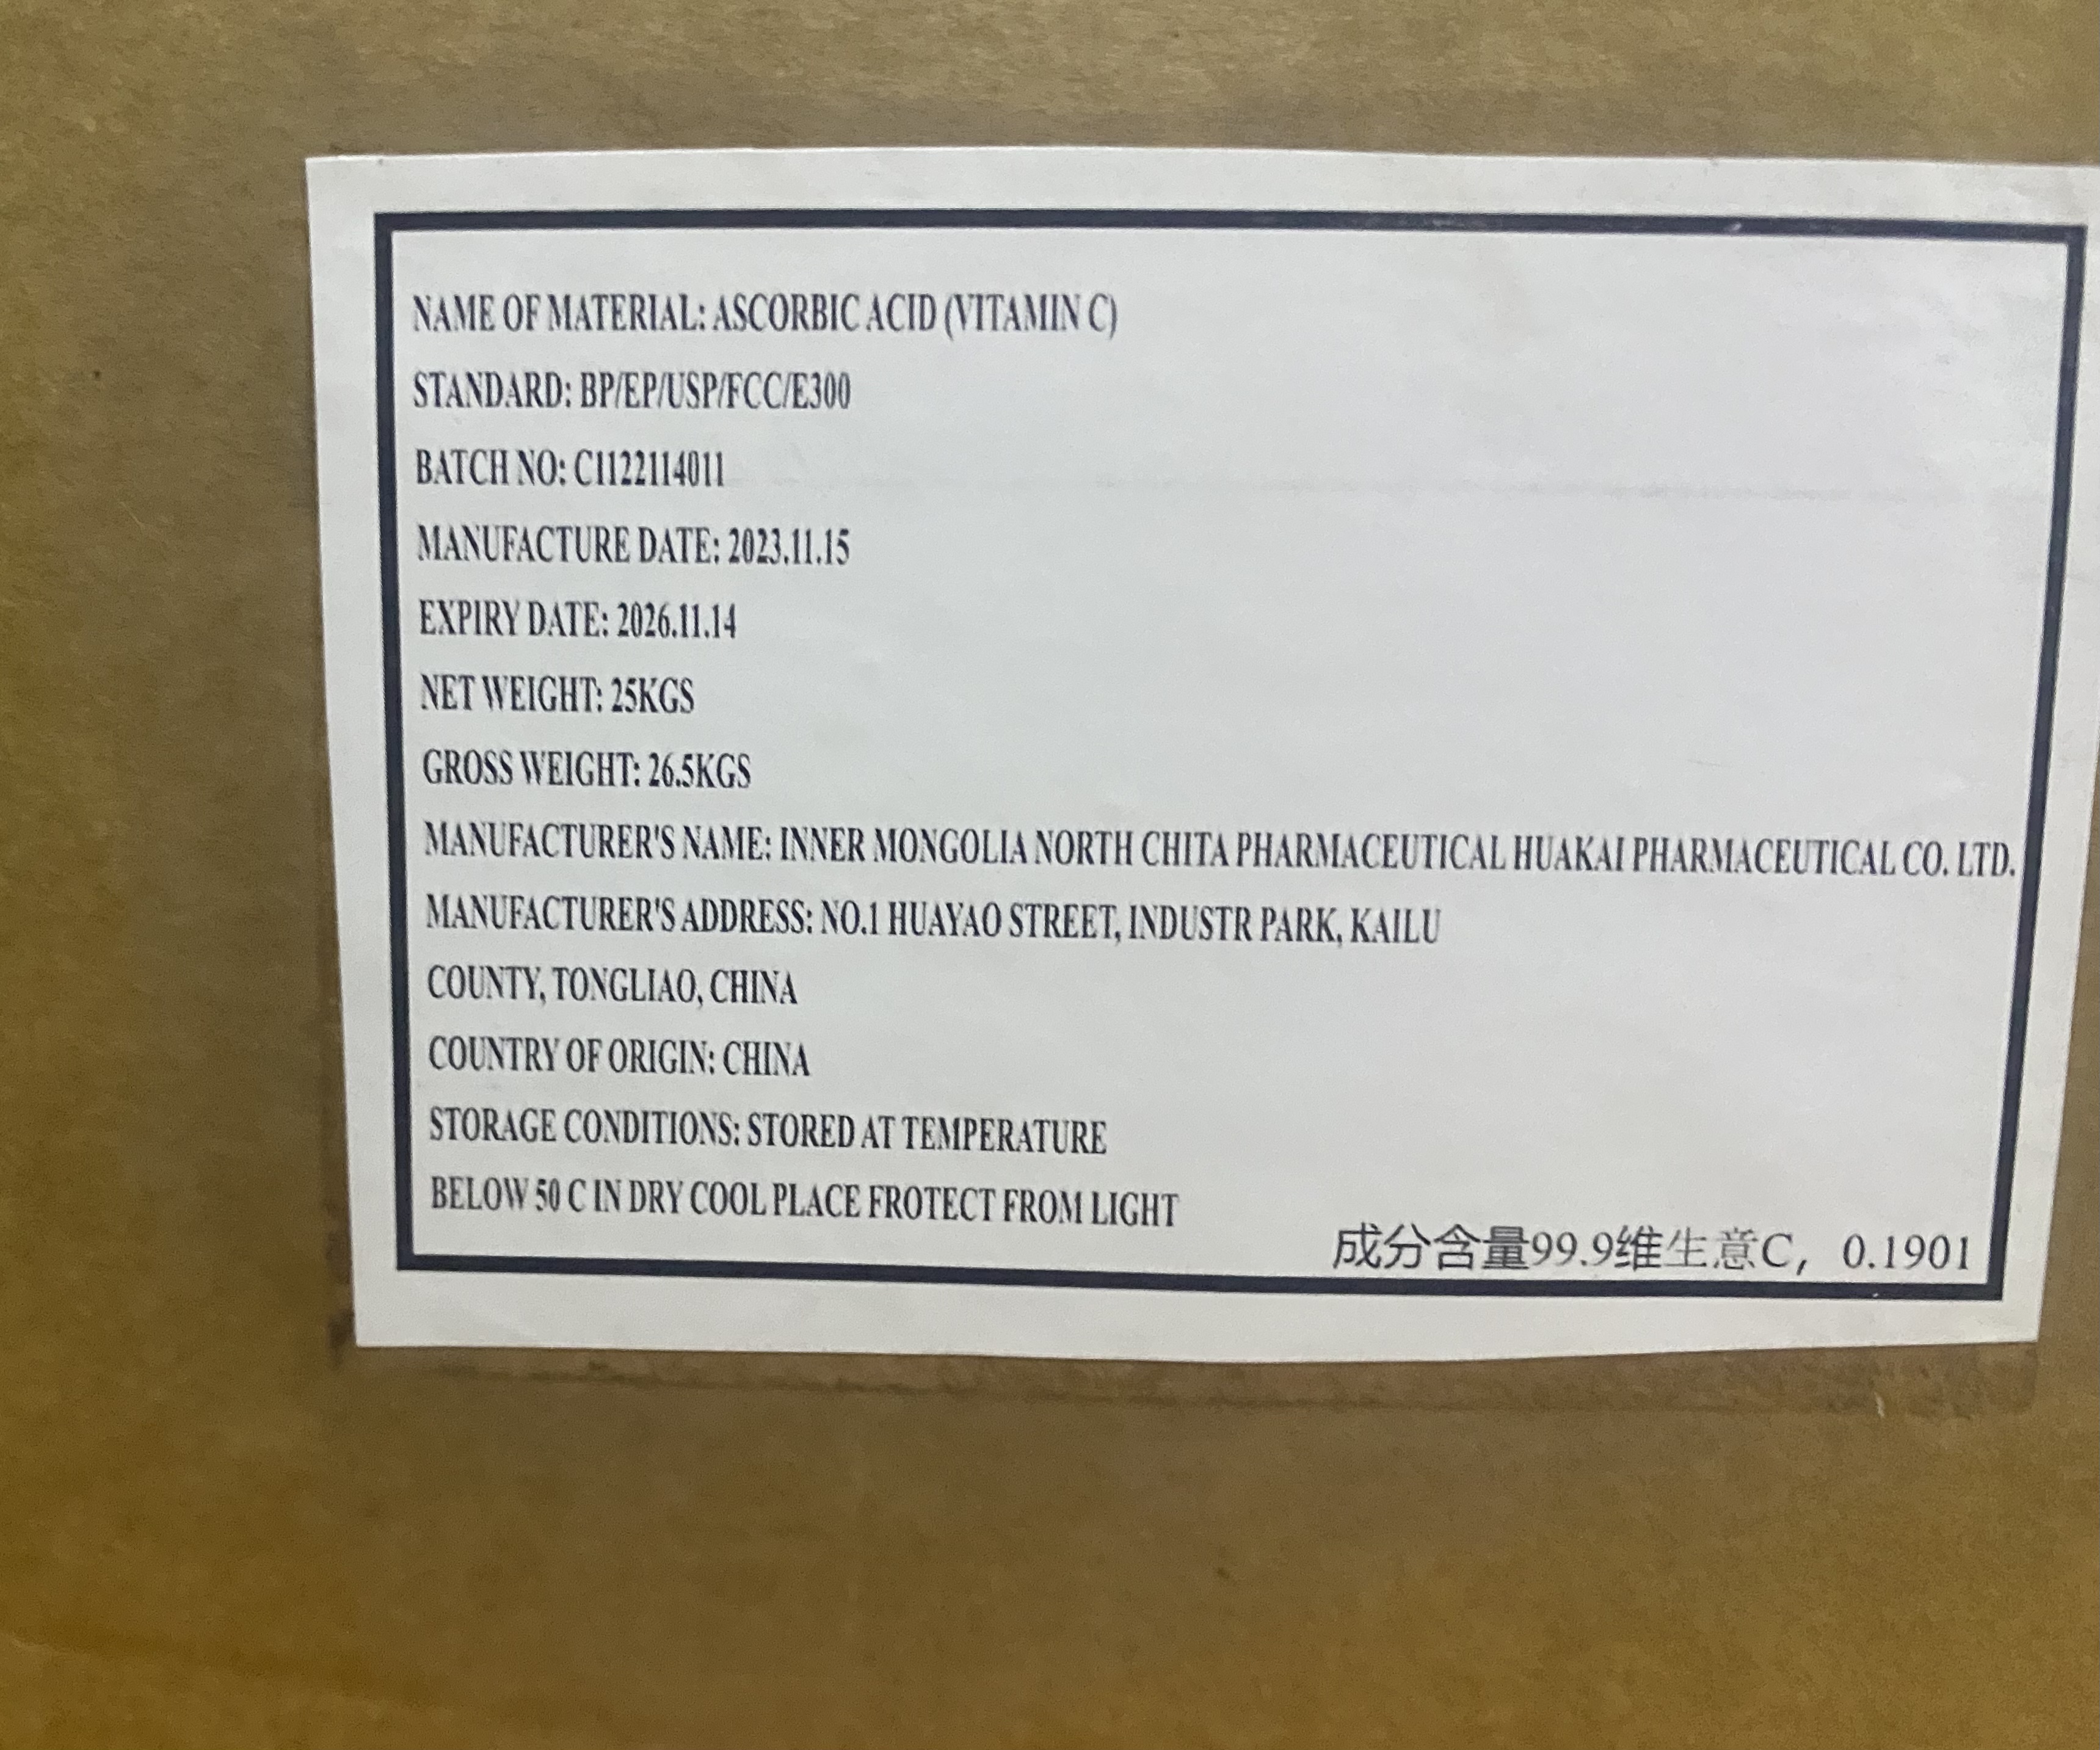 NAME OF MATERIAL: ASCORBIC ACID (VITAMIN C)
STANDARD: BP/EP/USP/FCC/E300
BATCH NO: C1122114011
MANUFACTURE DATE: 2023.11.15
EXPIRY DATE: 2026.11.14
NET WEIGHT: 25KGS
GROSS WEIGHT: 26.5KGS
MANUFACTURER'S NAME: INNER MONGOLIA NORTH CHITA PHARMACEUTICAL HUAKAI PHARMACEUTICAL CO. LTD.
MANUFACTURER'S ADDRESS: NO.1 HUAYAO STREET, INDUSTR PARK, KAILU
COUNTY, TONGLIAO, CHINA
COUNTRY OF ORIGIN: CHINA
STORAGE CONDITIONS: STORED AT TEMPERATURE
BELOW 50 C IN DRY COOL PLACE FROTECT FROM LIGHT
成分含量99.9维生意C，0.1901